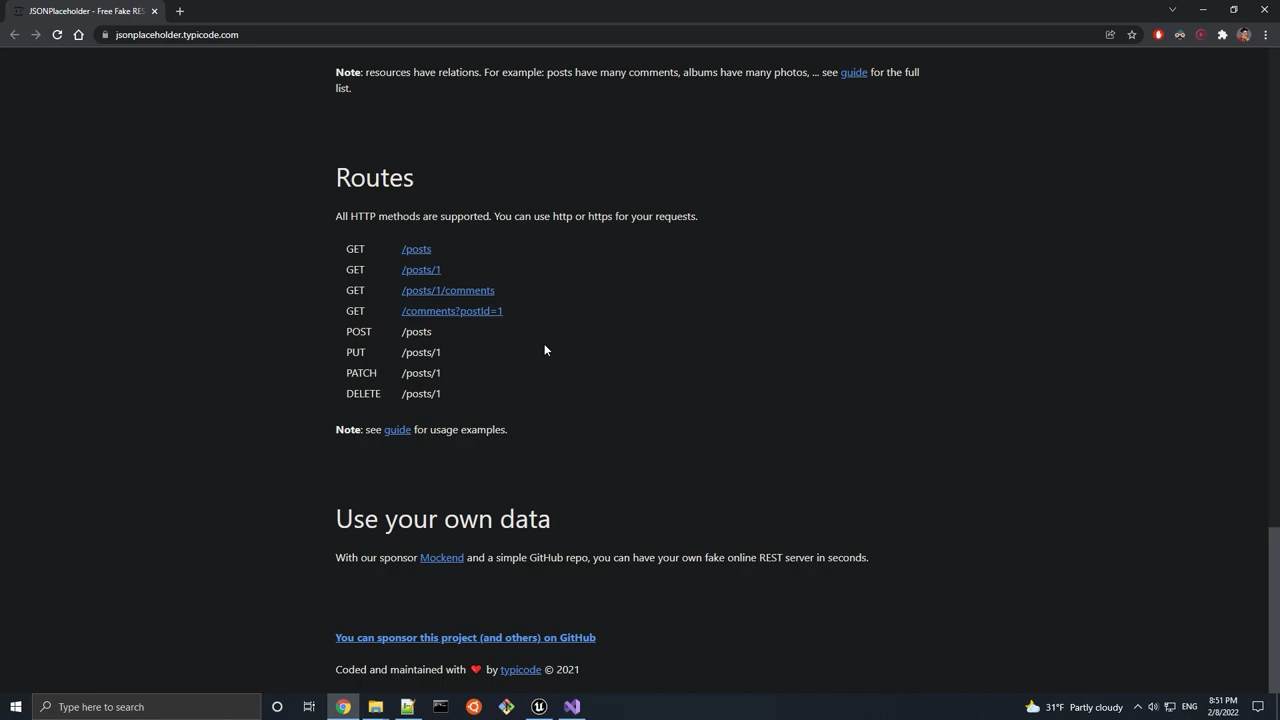 JSONPlaceholder - Free Fake RES
jsonplaceholder.typicode.com
Note: resources have relations. For example: posts have many comments, albums have many photos, ... see guide for the full
list.
Routes
All HTTP methods are supported. You can use http or https for your requests.
GET /posts
GET /posts/1
GET /posts/1/comments
GET /comments?postId=1
POST /posts
PUT /posts/1
PATCH /posts/1
DELETE /posts/1
Note: see guide for usage examples.
Use your own data
With our sponsor Mockend and a simple GitHub repo, you can have your own fake online REST server in seconds.
You can sponsor this project (and others) on GitHub
Coded and maintained with ❤ by typicode © 2021
Type here to search
31°F Partly cloudy
ENG
8:51 PM
2/8/2022